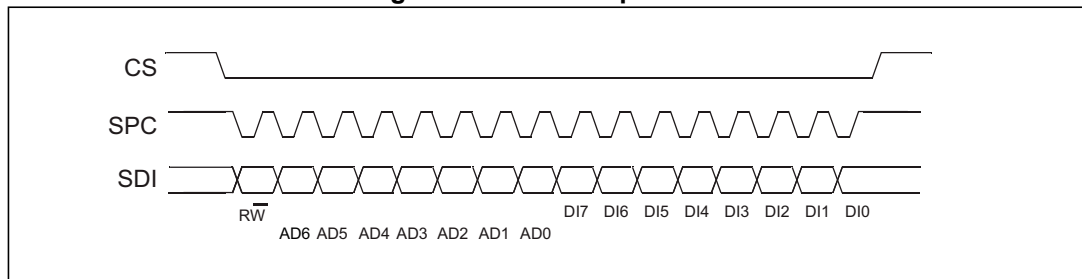 CS
SPC
SDI
RW DI7 DI6 DI5 DI4 DI3 DI2 DI1 DI0
AD6 AD5 AD4 AD3 AD2 AD1 AD0